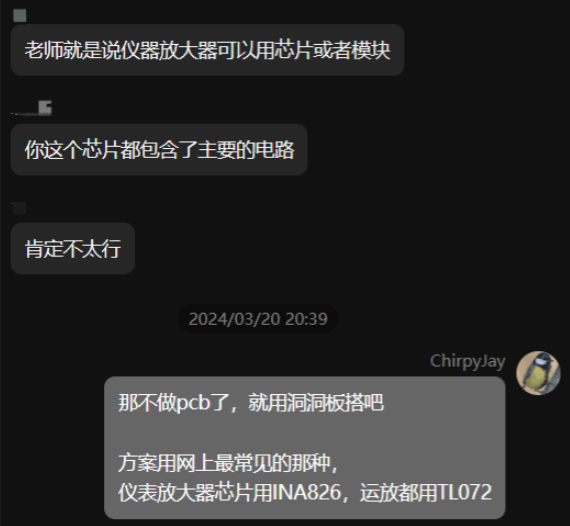 老师就是说仪器放大器可以用芯片或者模块
你这个芯片都包含了主要的电路
肯定不太行
2024/03/20 20:39
ChirpyJay
那不做pcb了，就用洞洞板搭吧
方案用网上最常见的那种，
仪表放大器芯片用INA826，运放都用TL072